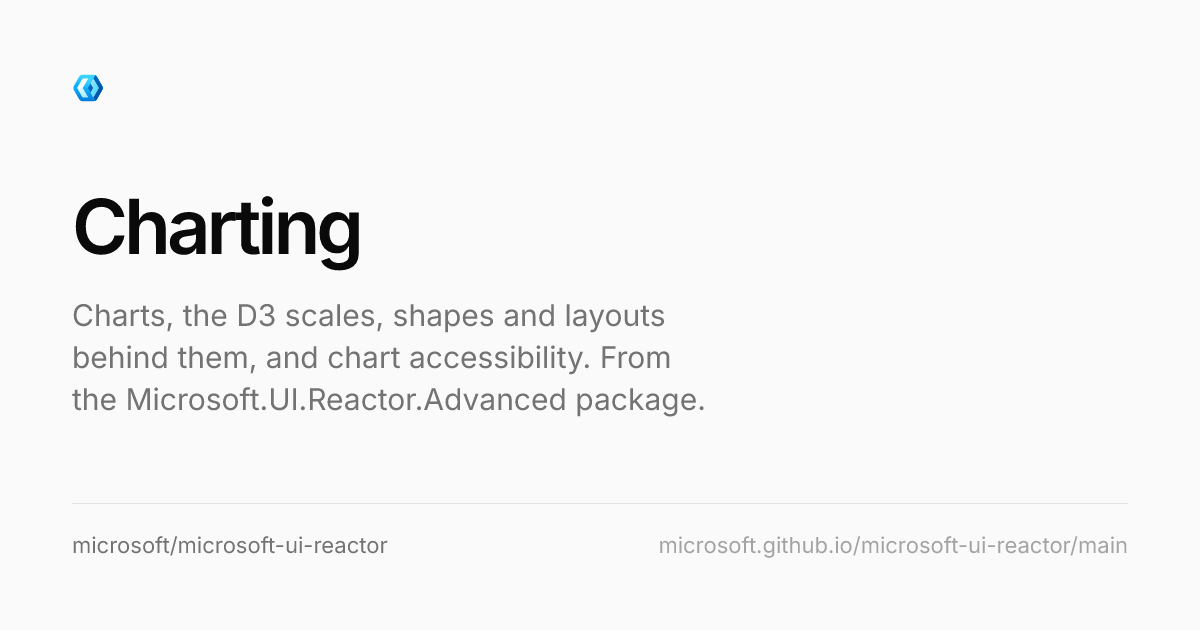 Charting
Charts, the D3 scales, shapes and layouts
behind them, and chart accessibility. From
the Microsoft.UI.Reactor.Advanced package.
microsoft/microsoft-ui-reactor
microsoft.github.io/microsoft-ui-reactor/main